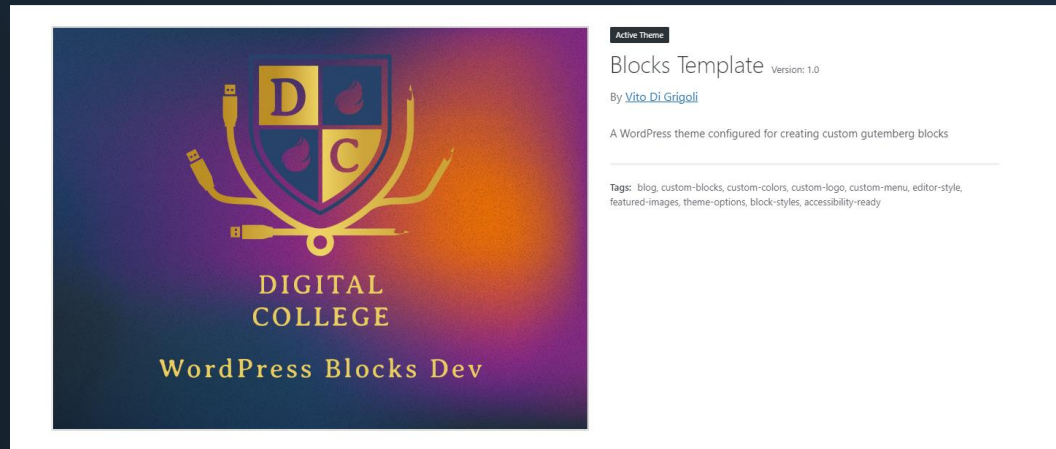 D
C
DIGITAL
COLLEGE
WordPress Blocks Dev
Active Theme
Blocks Template Version: 1.0
By Vito Di Grigoli
A WordPress theme configured for creating custom gutemberg blocks
Tags: blog, custom-blocks, custom-colors, custom-logo, custom-menu, editor-style,
featured-images, theme-options, block-styles, accessibility-ready